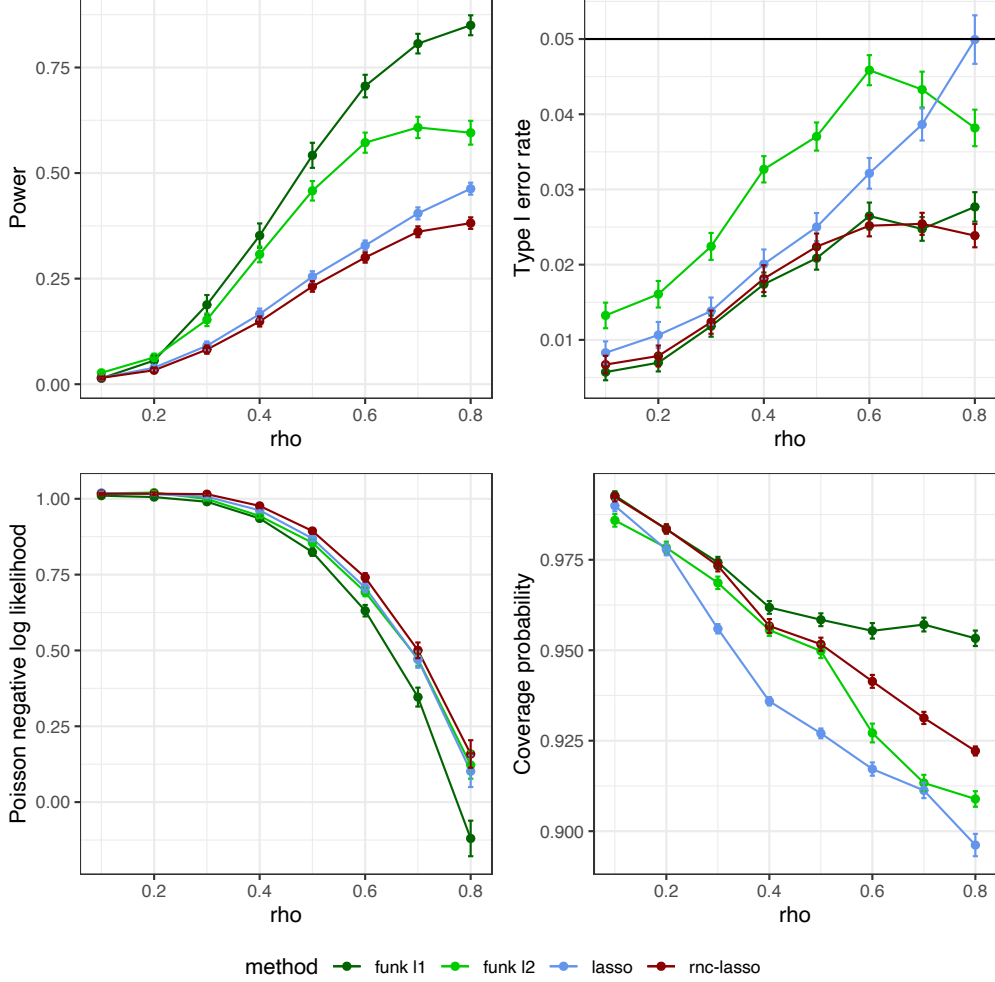 Power
0.75
0.50
0.25
0.00
0.2 0.4 0.6 0.8
rho
Type I error rate
0.05
0.04
0.03
0.02
0.01
0.2 0.4 0.6 0.8
rho
Poisson negative log likelihood
1.00
0.75
0.50
0.25
0.00
0.2 0.4 0.6 0.8
rho
Coverage probability
0.975
0.950
0.925
0.900
0.2 0.4 0.6 0.8
rho
method funk l1 funk l2 lasso rnc-lasso